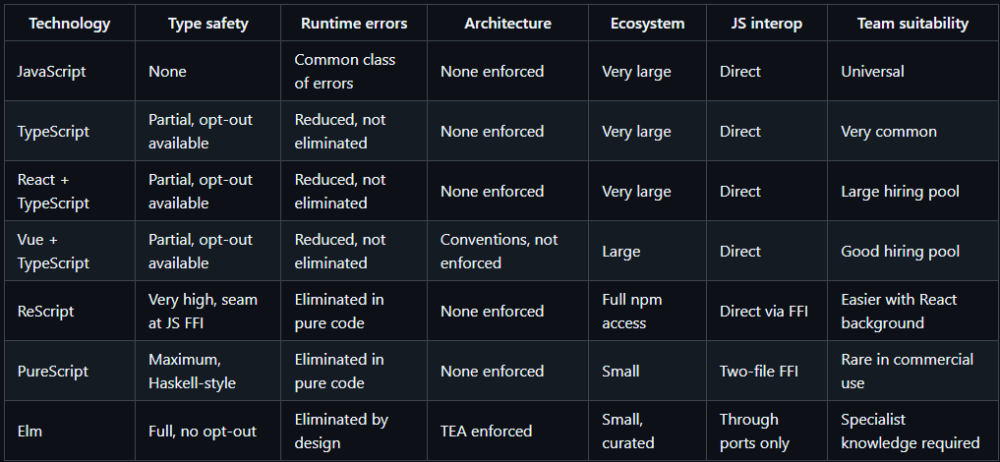 Technology Type safety Runtime errors Architecture Ecosystem JS interop Team suitability
JavaScript None Common class of errors None enforced Very large Direct Universal
TypeScript Partial, opt-out available Reduced, not eliminated None enforced Very large Direct Very common
React + TypeScript Partial, opt-out available Reduced, not eliminated None enforced Very large Direct Large hiring pool
Vue + TypeScript Partial, opt-out available Reduced, not eliminated Conventions, not enforced Large Direct Good hiring pool
ReScript Very high, seam at JS FFI Eliminated in pure code None enforced Full npm access Direct via FFI Easier with React background
PureScript Maximum, Haskell-style Eliminated in pure code None enforced Small Two-file FFI Rare in commercial use
Elm Full, no opt-out Eliminated by design TEA enforced Small, curated Through ports only Specialist knowledge required